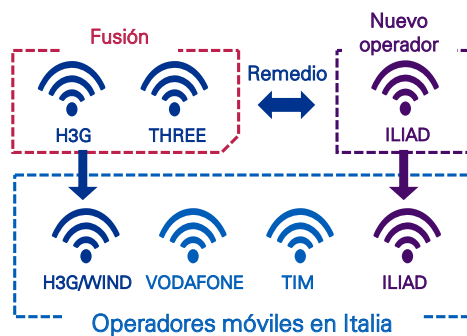 Fusión
Nuevo
operador
Remedio
H3G THREE ILIAD
H3G/WIND VODAFONE TIM ILIAD
Operadores móviles en Italia